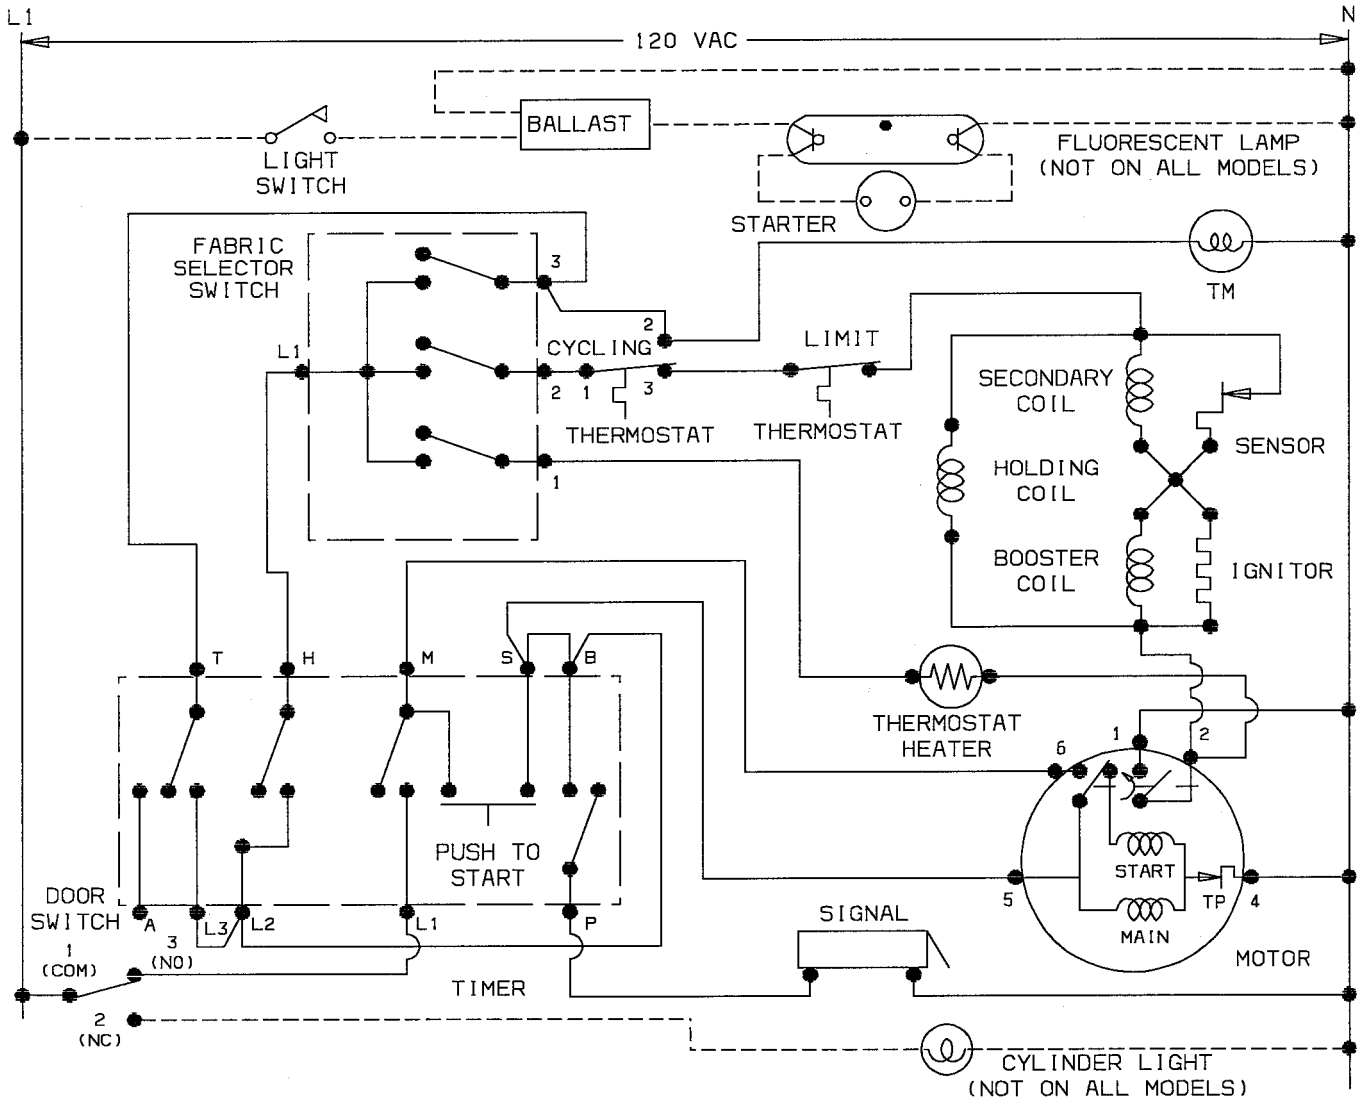 L1
N
120 VAC
BALLAST
LIGHT
SWITCH
FLUORESCENT LAMP
(NOT ON ALL MODELS)
STARTER
TM
FABRIC
SELECTOR
SWITCH
3
2
L1
CYCLING
LIMIT
2
1
3
THERMOSTAT
THERMOSTAT
1
SECONDARY
COIL
SENSOR
HOLDING
COIL
BOOSTER
COIL
IGNITOR
T
H
M
S
B
THERMOSTAT
HEATER
6
1
2
PUSH TO
START
START
TP
5
4
MAIN
MOTOR
DOOR
SWITCH
A
L3
L2
L1
P
SIGNAL
1
(COM)
3
(NO)
TIMER
2
(NC)
CYLINDER LIGHT
(NOT ON ALL MODELS)